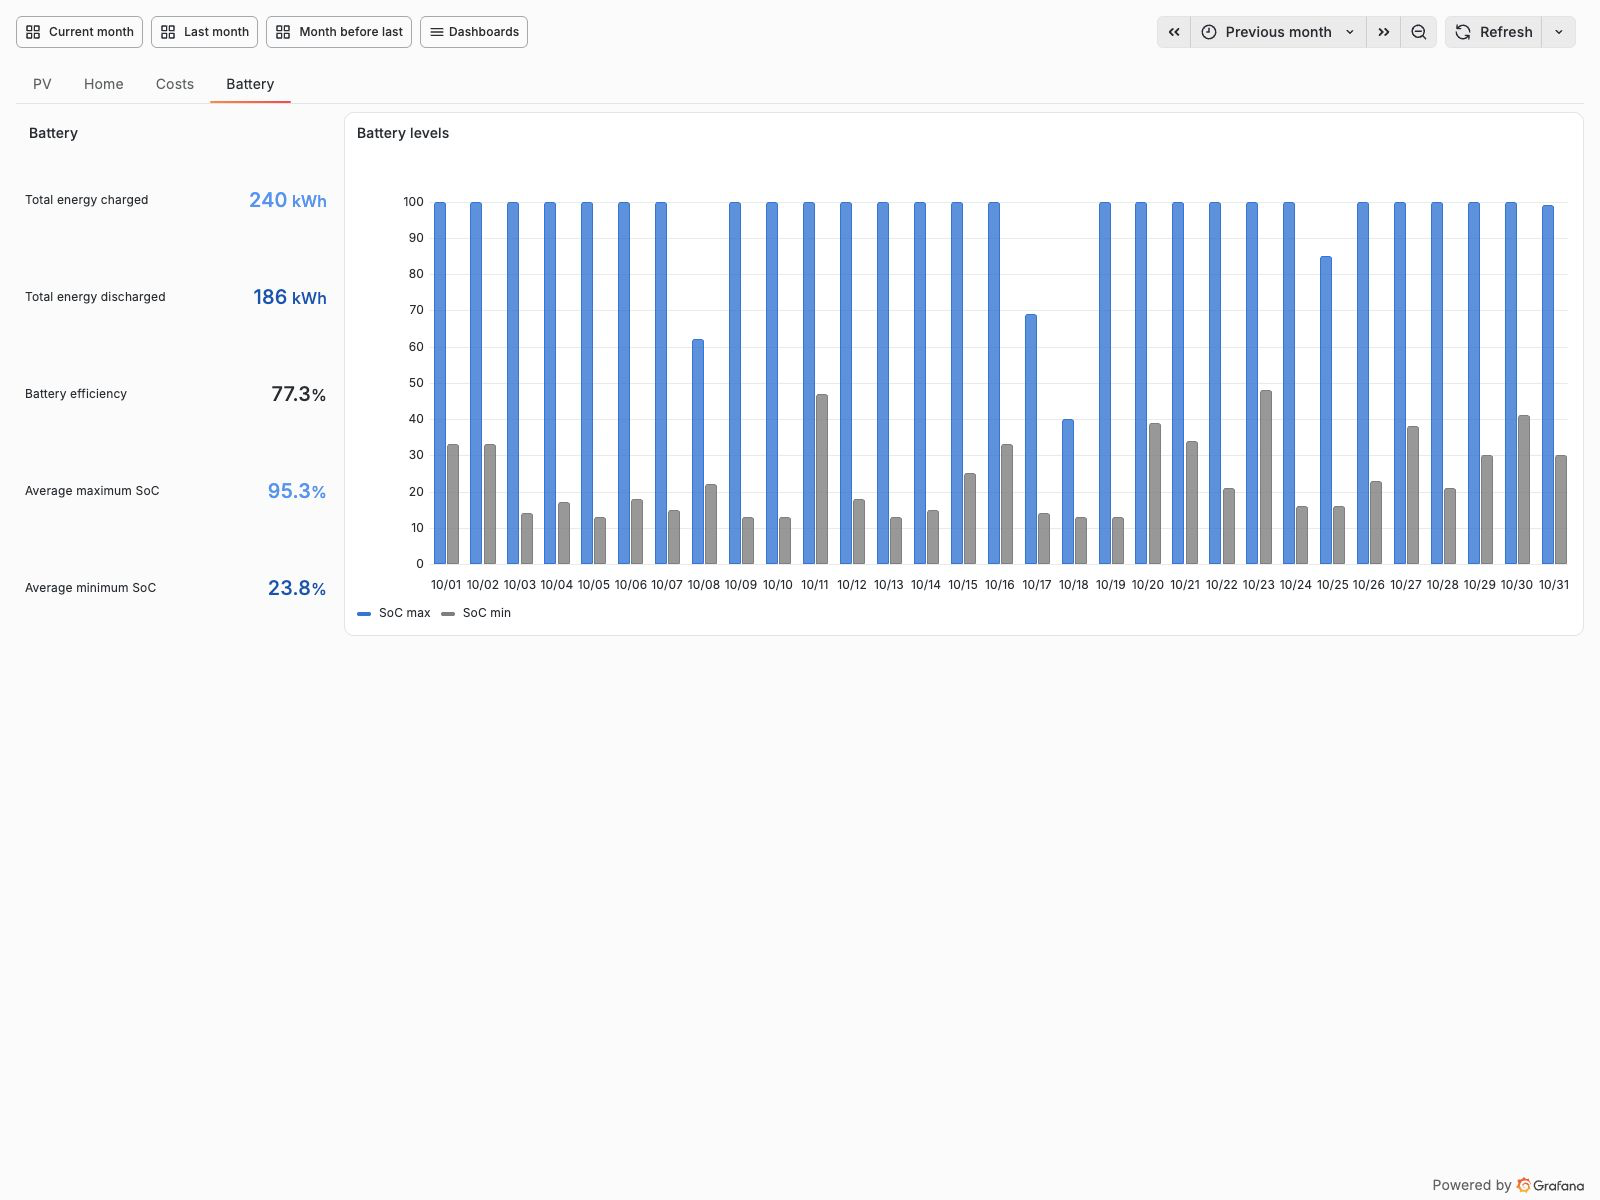 Current month
Last month
Month before last
Dashboards
Previous month
Refresh
PV
Home
Costs
Battery
Battery
Total energy charged
240 kWh
Total energy discharged
186 kWh
Battery efficiency
77.3%
Average maximum SoC
95.3%
Average minimum SoC
23.8%
Battery levels
100
90
80
70
60
50
40
30
20
10
0
10/01 10/02 10/03 10/04 10/05 10/06 10/07 10/08 10/09 10/10 10/11 10/12 10/13 10/14 10/15 10/16 10/17 10/18 10/19 10/20 10/21 10/22 10/23 10/24 10/25 10/26 10/27 10/28 10/29 10/30 10/31
SoC max SoC min
Powered by Grafana